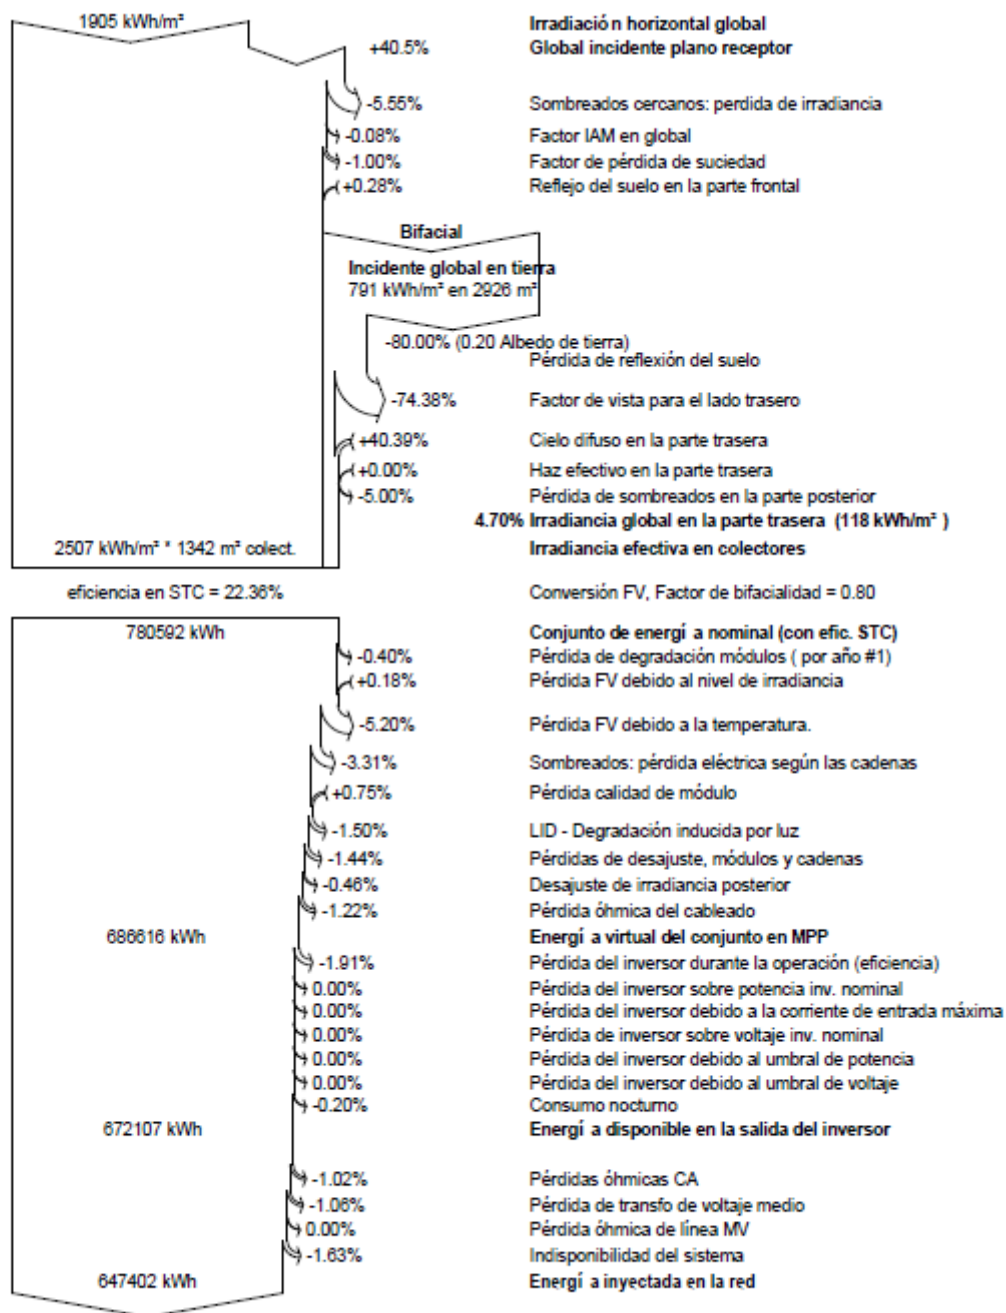 1905 kWh/m² Irradiación horizontal global
+40.5% Global incidente plano receptor
-5.55% Sombreados cercanos: perdida de irradiancia
-0.08% Factor IAM en global
-1.00% Factor de pérdida de suciedad
+0.28% Reflejo del suelo en la parte frontal
Bifacial
Incidente global en tierra
791 kWh/m² en 2926 m²
-80.00% (0.20 Albedo de tierra)
Pérdida de reflexión del suelo
-74.38% Factor de vista para el lado trasero
+40.39% Cielo difuso en la parte trasera
+0.00% Haz efectivo en la parte trasera
-5.00% Pérdida de sombreados en la parte posterior
4.70% Irradiancia global en la parte trasera (118 kWh/m² )
2507 kWh/m² * 1342 m² colect. Irradiancia efectiva en colectores
eficiencia en STC = 22.36% Conversión FV, Factor de bifacialidad = 0.80
780592 kWh Conjunto de energí a nominal (con efic. STC)
-0.40% Pérdida de degradación módulos ( por año #1)
+0.18% Pérdida FV debido al nivel de irradiancia
-5.20% Pérdida FV debido a la temperatura.
-3.31% Sombreados: pérdida eléctrica según las cadenas
+0.75% Pérdida calidad de módulo
-1.50% LID - Degradación inducida por luz
-1.44% Pérdidas de desajuste, módulos y cadenas
-0.46% Desajuste de irradiancia posterior
-1.22% Pérdida óhmica del cableado
686616 kWh Energí a virtual del conjunto en MPP
-1.91% Pérdida del inversor durante la operación (eficiencia)
0.00% Pérdida del inversor sobre potencia inv. nominal
0.00% Pérdida del inversor debido a la corriente de entrada máxima
0.00% Pérdida de inversor sobre voltaje inv. nominal
0.00% Pérdida del inversor debido al umbral de potencia
0.00% Pérdida del inversor debido al umbral de voltaje
-0.20% Consumo nocturno
672107 kWh Energí a disponible en la salida del inversor
-1.02% Pérdidas óhmicas CA
-1.06% Pérdida de transfo de voltaje medio
0.00% Pérdida óhmica de línea MV
-1.63% Indisponibilidad del sistema
647402 kWh Energí a inyectada en la red